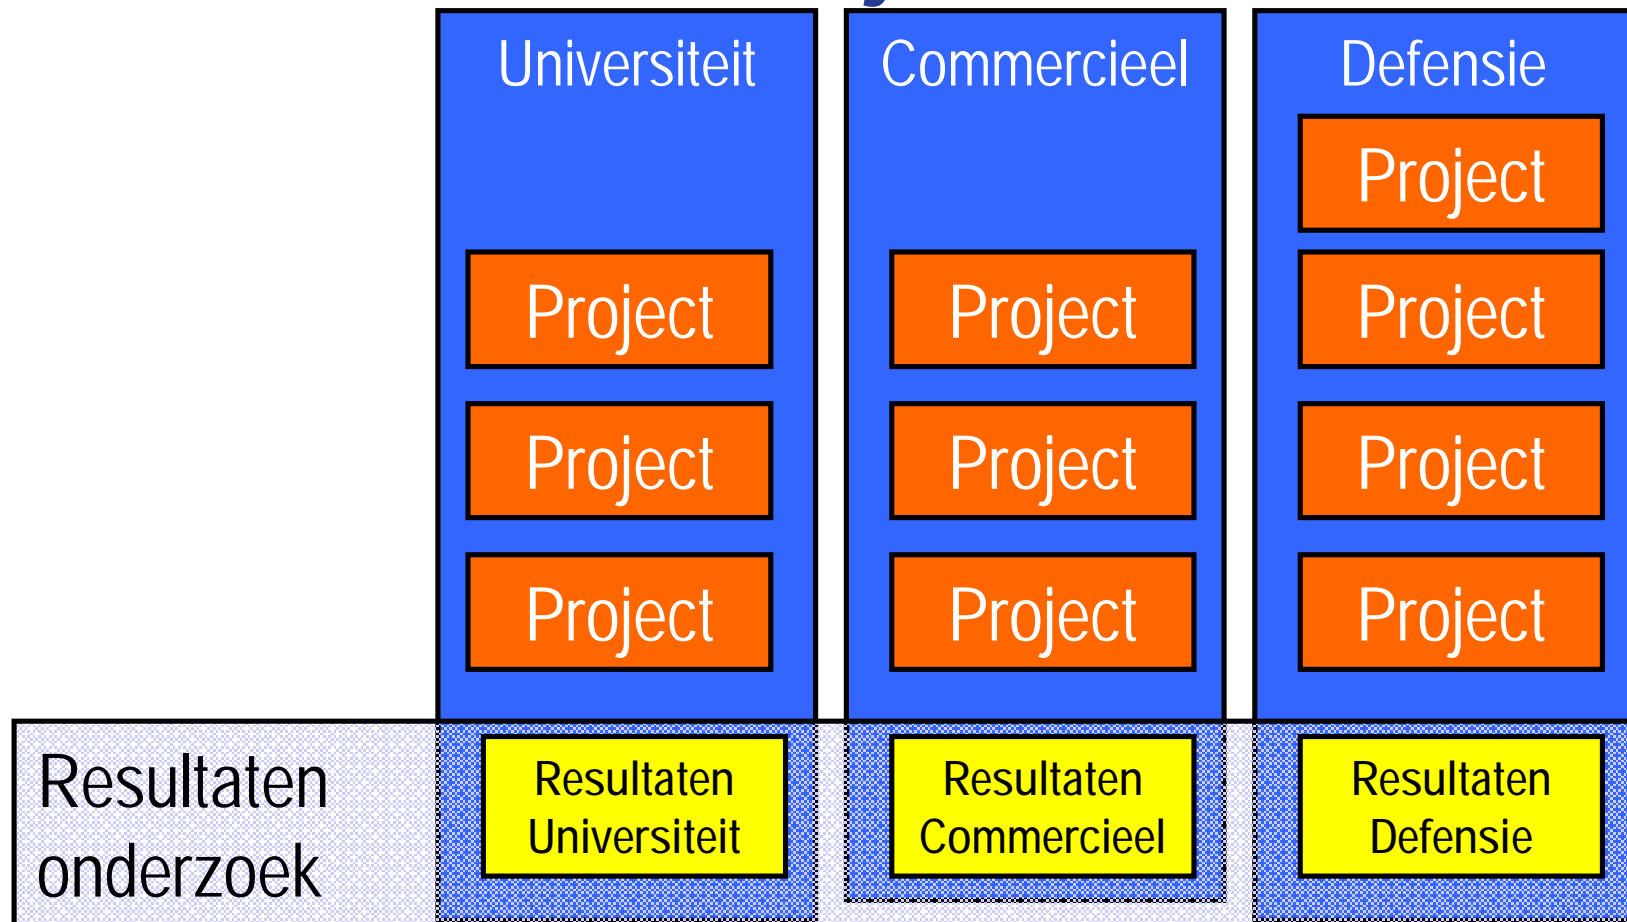 Universiteit
Commercieel
Defensie
Project
Project
Project
Project
Project
Project
Project
Project
Project
Project
Resultaten
onderzoek
Resultaten
Universiteit
Resultaten
Commercieel
Resultaten
Defensie